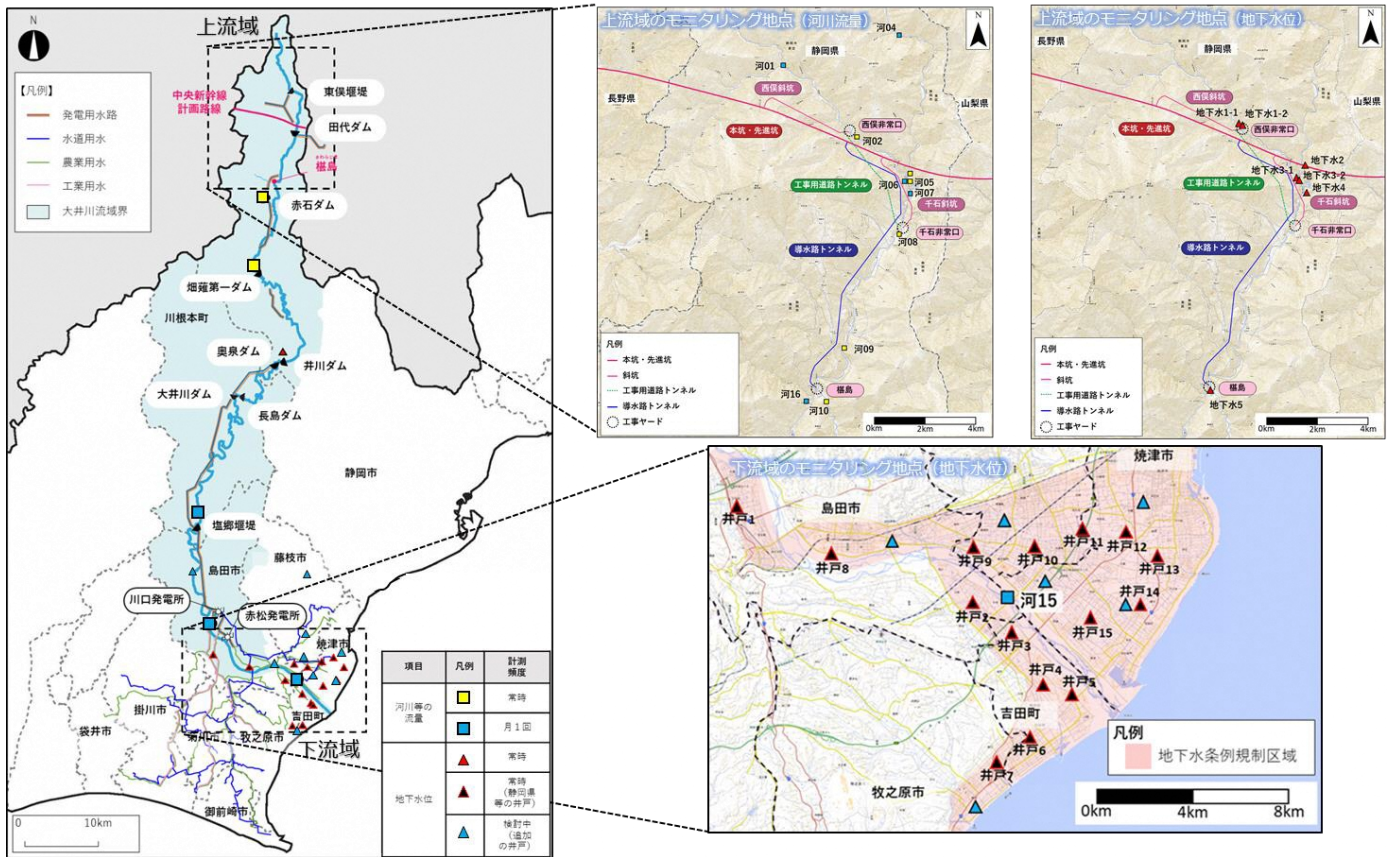 上流域
N
【凡例】
発電用水路
水道用水
農業用水
工業用水
大井川流域界
中央新幹線
計画路線
東俣堰堤
田代ダム
さわらじま
椹島
赤石ダム
畑薙第一ダム
川根本町
奥泉ダム
井川ダム
大井川ダム
長島ダム
静岡市
塩郷堰堤
島田市
藤枝市
川口発電所
赤松発電所
焼津市
掛川市
袋井市
菊川市
牧之原市
吉田町
下流域
御前崎市
0 10km
項目 凡例 計測
頻度
河川等の
流量
常時
月１回
地下水位
常時
常時
(静岡県
等の井戸)
検討中
(追加
の井戸)
上流域のモニタリング地点（河川流量）
N
静岡県
長野県
山梨県
河04
河01
西俣斜坑
西俣非常口
本坑・先進坑
河02
工事用道路トンネル
河06
河05
河07
千石斜坑
千石非常口
河08
導水路トンネル
河09
椹島
河16
河10
凡例
本坑・先進坑
斜坑
工事用道路トンネル
導水路トンネル
工事ヤード
0km 2km 4km
上流域のモニタリング地点（地下水位）
N
長野県
静岡県
山梨県
西俣斜坑
地下水1-1
地下水1-2
西俣非常口
本坑・先進坑
地下水2
地下水3-1
地下水3-2
工事用道路トンネル
地下水4
千石斜坑
千石非常口
導水路トンネル
椹島
地下水5
凡例
本坑・先進坑
斜坑
工事用道路トンネル
導水路トンネル
工事ヤード
0km 2km 4km
下流域のモニタリング地点（地下水位）
焼津市
島田市
井戸1
井戸8
井戸9
井戸10
井戸11
井戸12
井戸13
井戸14
井戸15
河15
井戸2
井戸3
井戸4
井戸5
吉田町
井戸6
井戸7
牧之原市
凡例
地下水条例規制区域
0km 4km 8km